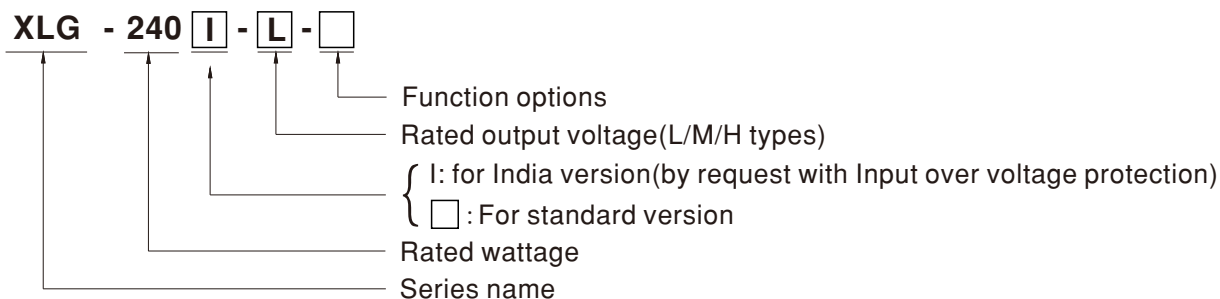 XLG - 240 I - L - □
Function options
Rated output voltage(L/M/H types)
I: for India version(by request with Input over voltage protection)
□ : For standard version
Rated wattage
Series name